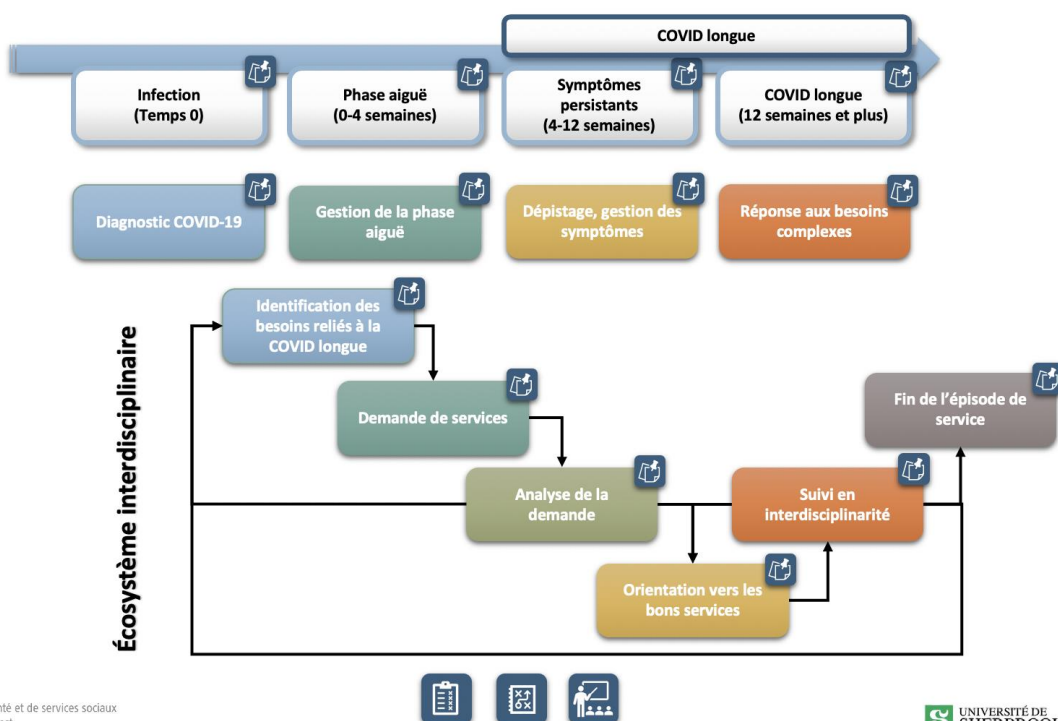 COVID longue
Infection
(Temps 0)
Phase aiguë
(0-4 semaines)
Symptômes
persistants
(4-12 semaines)
COVID longue
(12 semaines et plus)
Diagnostic COVID-19
Gestion de la phase
aiguë
Dépistage, gestion des
symptômes
Réponse aux besoins
complexes
Écosystème interdisciplinaire
Identification des
besoins reliés à la
COVID longue
Demande de services
Fin de l'épisode de
service
Analyse de la
demande
Suivi en
interdisciplinarité
Orientation vers les
bons services
et de services sociaux
UNIVERSITÉ DE